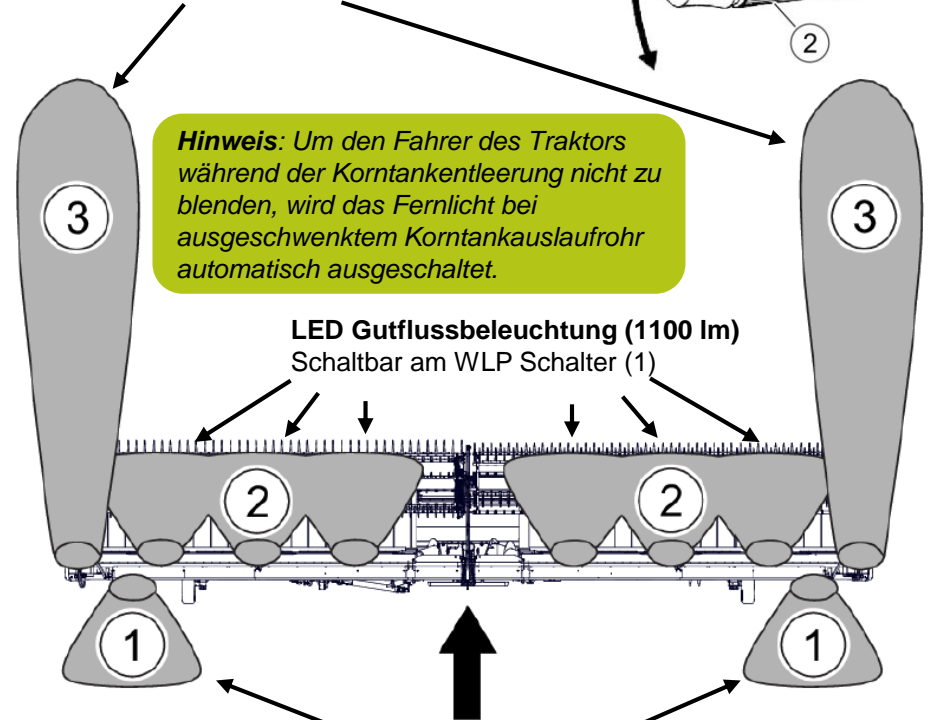 2
3
Hinweis: Um den Fahrer des Traktors
während der Korntankentleerung nicht zu
blenden, wird das Fernlicht bei
ausgeschwenktem Korntankauslaufrohr
automatisch ausgeschaltet.
3
LED Gutflussbeleuchtung (1100 lm)
Schaltbar am WLP Schalter (1)
2
2
1
1